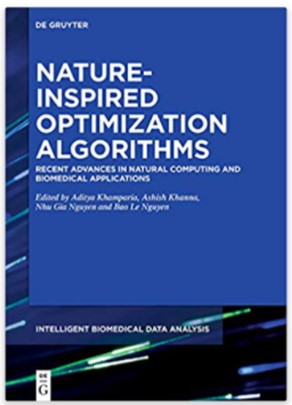 DE GRUYTER
NATURE-
INSPIRED
OPTIMIZATION
ALGORITHMS
RECENT ADVANCES IN NATURAL COMPUTING AND
BIOMEDICAL APPLICATIONS
Edited by Aditya Khamparia, Ashish Khanna,
Nhu Gia Nguyen and Bao Le Nguyen
INTELLIGENT BIOMEDICAL DATA ANALYSIS
DE
G